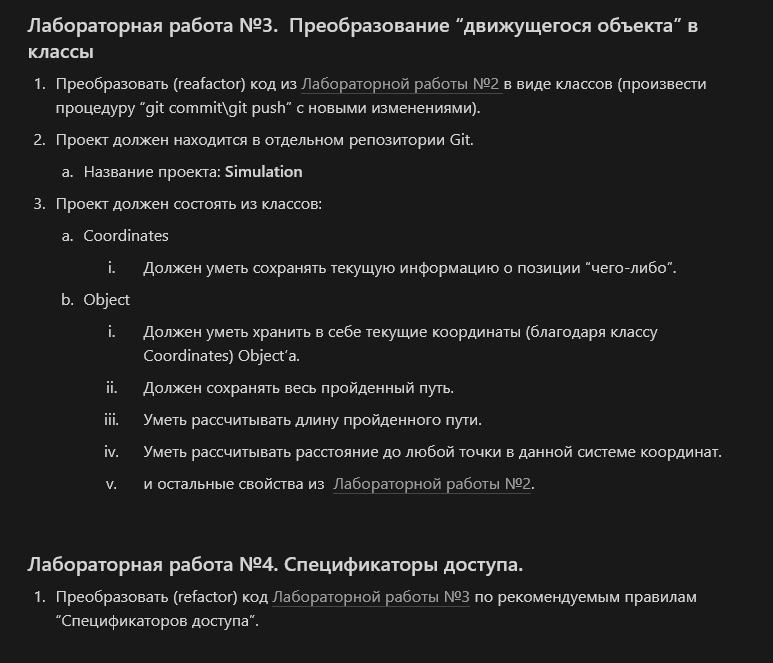 Лабораторная работа №3. Преобразование “движущегося объекта” в
классы
1. Преобразовать (reafactor) код из Лабораторной работы №2 в виде классов (произвести
процедуру “git commit\git push” с новыми изменениями).
2. Проект должен находится в отдельном репозитории Git.
a. Название проекта: Simulation
3. Проект должен состоять из классов:
a. Coordinates
i. Должен уметь сохранять текущую информацию о позиции “чего-либо”.
b. Object
i. Должен уметь хранить в себе текущие координаты (благодаря классу
Coordinates) Object‘а.
ii. Должен сохранять весь пройденный путь.
iii. Уметь рассчитывать длину пройденного пути.
iv. Уметь рассчитывать расстояние до любой точки в данной системе координат.
v. и остальные свойства из Лабораторной работы №2.
Лабораторная работа №4. Спецификаторы доступа.
1. Преобразовать (refactor) код Лабораторной работы №3 по рекомендуемым правилам
“Спецификаторов доступа”.